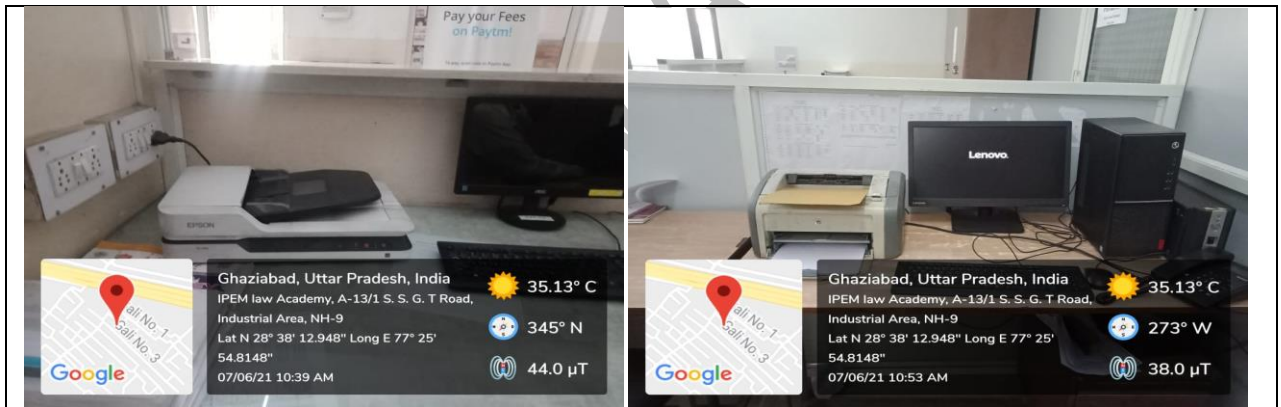 Pay your Fees
on Paytm!
EPSON
Ghaziabad, Uttar Pradesh, India
IPEM law Academy, A-13/1 S. S. G. T Road,
Industrial Area, NH-9
Lat N 28° 38' 12.948" Long E 77° 25'
54.8148"
07/06/21 10:39 AM
35.13° C
345° N
44.0 µT
Gali No. 1
Gali No. 3
Google
Lenovo.
Ghaziabad, Uttar Pradesh, India
IPEM law Academy, A-13/1 S. S. G. T Road,
Industrial Area, NH-9
Lat N 28° 38' 12.948" Long E 77° 25'
54.8148"
07/06/21 10:53 AM
35.13° C
273° W
38.0 µT
Gali No. 1
Gali No. 3
Google